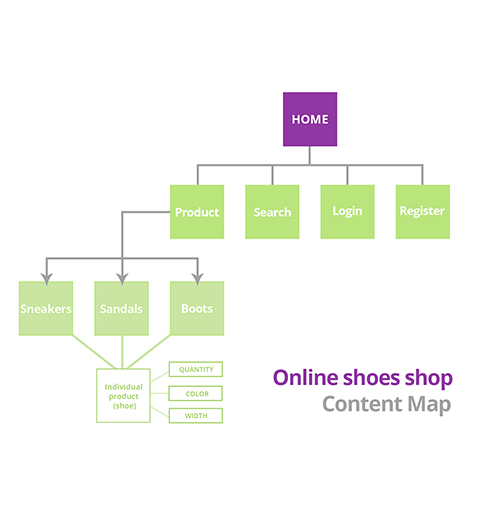 HOME
Product
Search
Login
Register
Sneakers
Sandals
Boots
Individual
product
(shoe)
QUANTITY
COLOR
WIDTH
Online shoes shop
Content Map